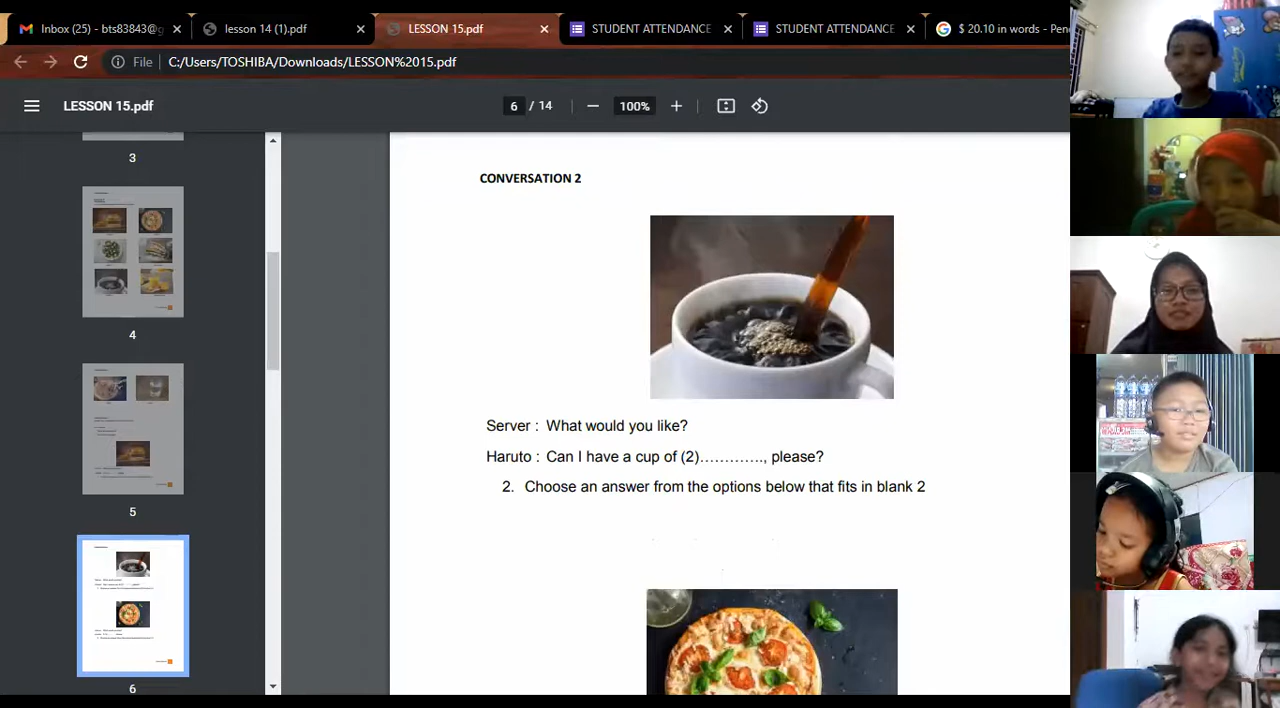 Inbox (25) - bts83843@g
lesson 14 (1).pdf
LESSON 15.pdf
STUDENT ATTENDANCE
STUDENT ATTENDANCE
$ 20.10 in words - Pen
File
C:/Users/TOSHIBA/Downloads/LESSON%2015.pdf
LESSON 15.pdf
6 / 14
100%
3
4
5
6
CONVERSATION 2
Server : What would you like?
Haruto : Can I have a cup of (2)…………., please?
2. Choose an answer from the options below that fits in blank 2